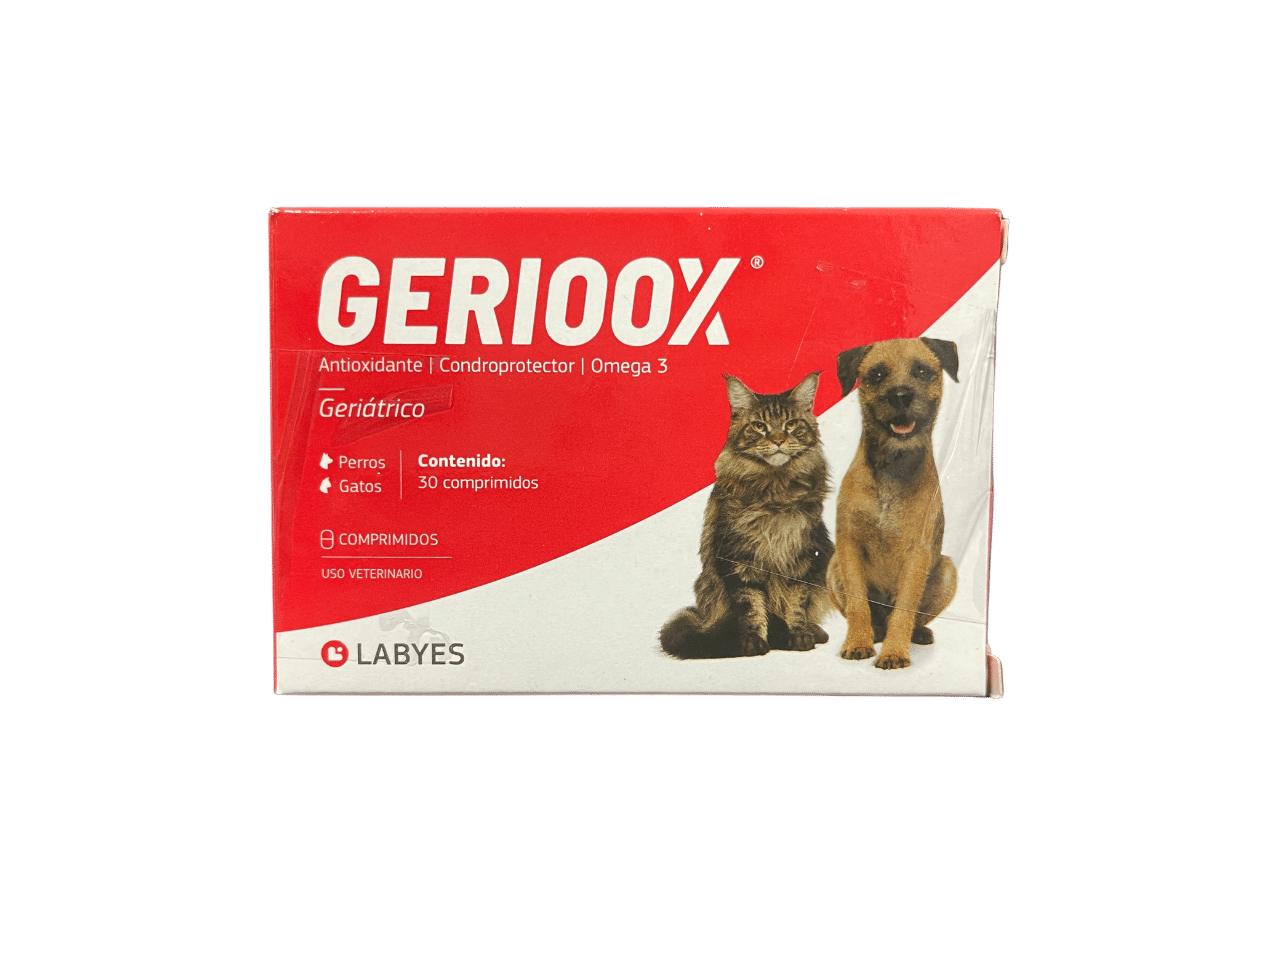 GERIOOX®
Antioxidante | Condroprotector | Omega 3
Geriátrico
Perros
Gatos
Contenido:
30 comprimidos
COMPRIMIDOS
USO VETERINARIO
LABYES